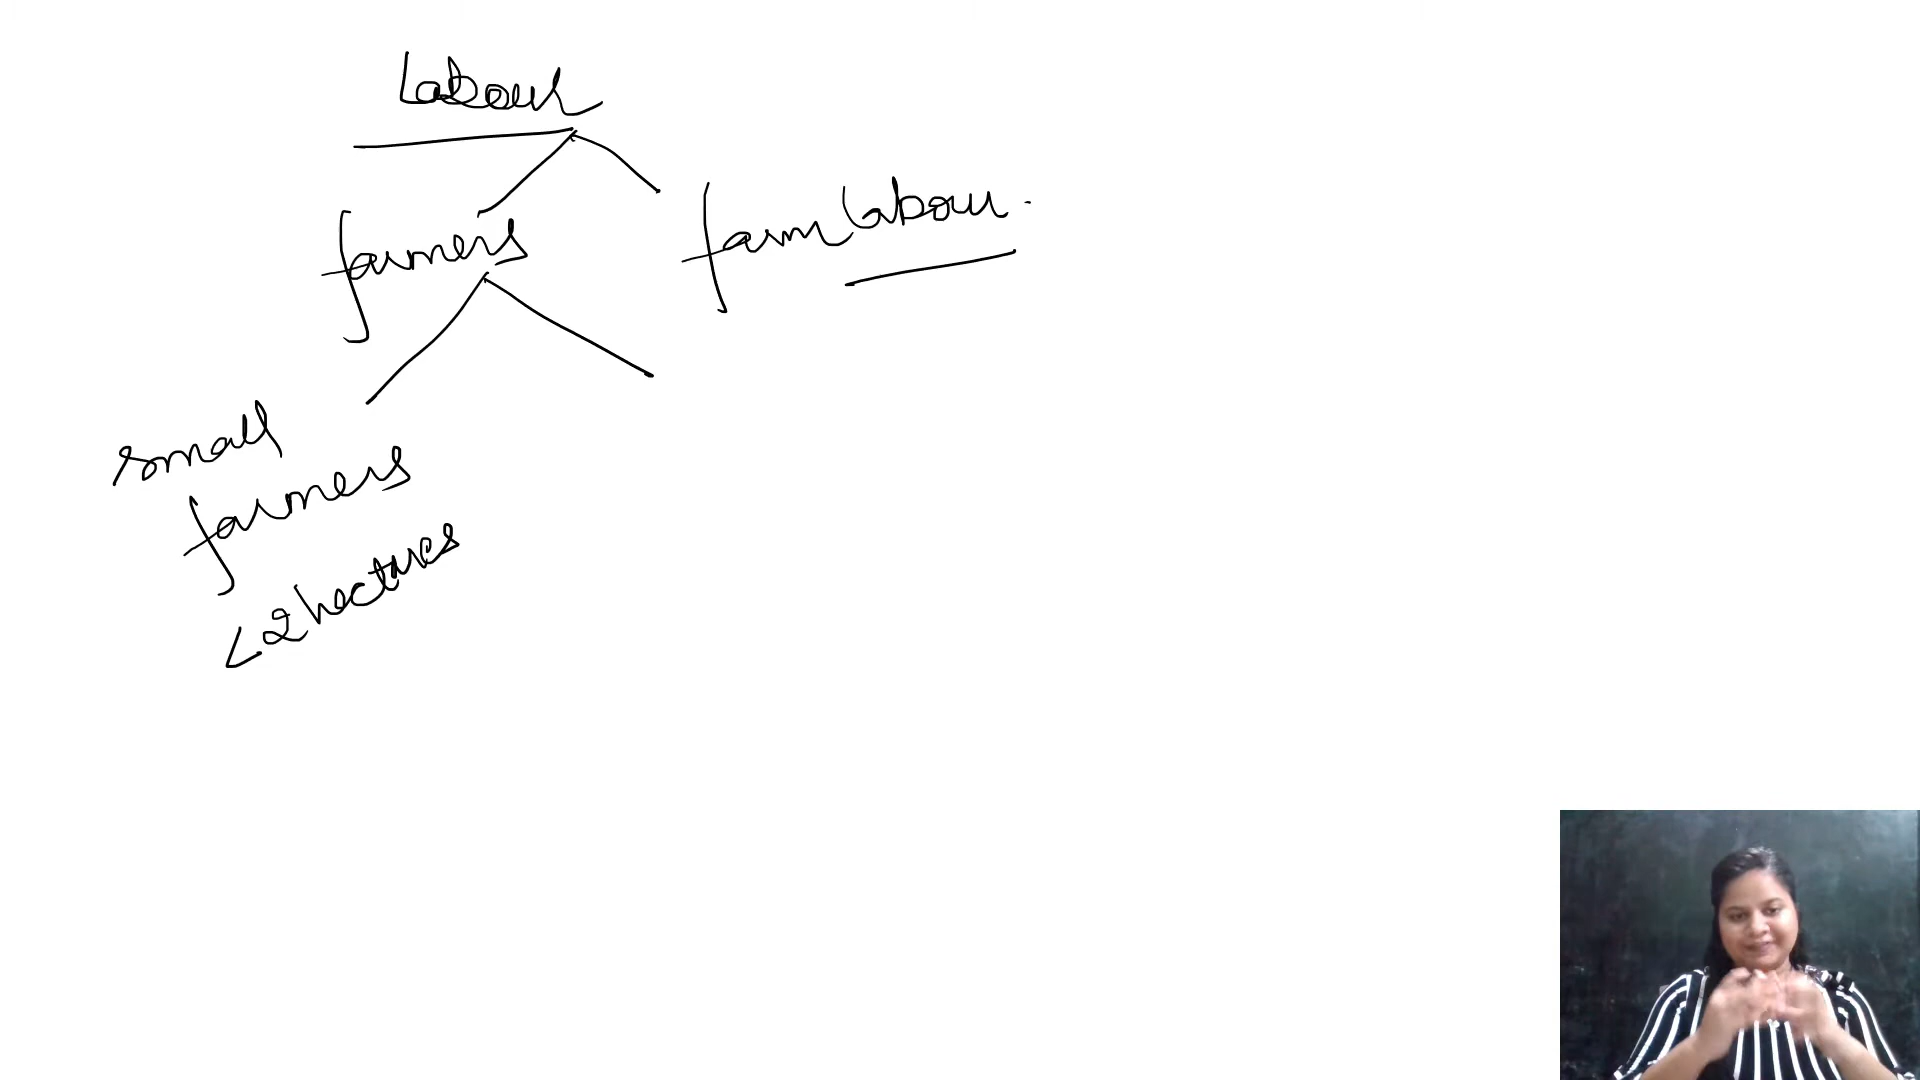 Labour
farmers
farm labour.
small
farmers
<2 hectares